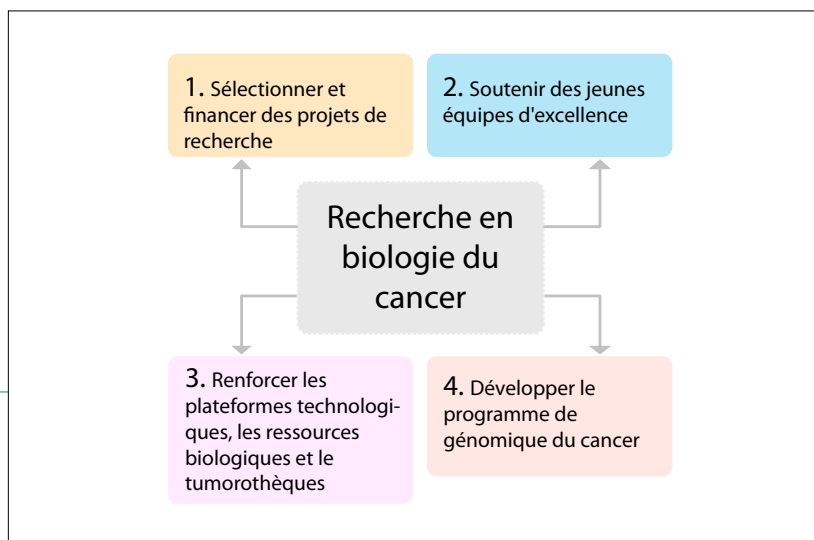 1. Sélectionner et
financer des projets de
recherche
2. Soutenir des jeunes
équipes d'excellence
Recherche en
biologie du
cancer
3. Renforcer les
plateformes technologi-
ques, les ressources
biologiques et le
tumorothèques
4. Développer le
programme de
génomique du cancer